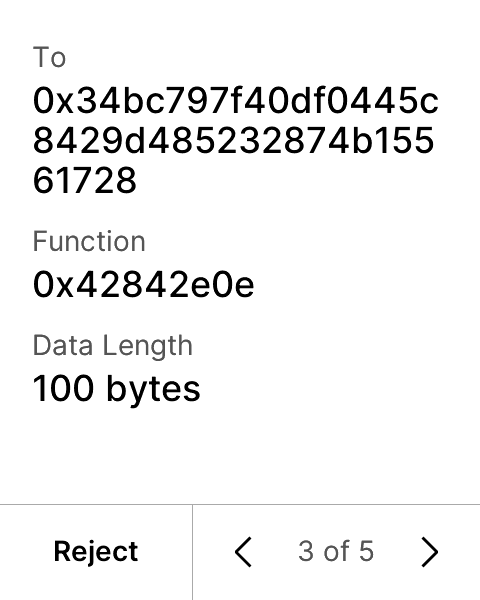 To
0x34bc797f40df0445c
8429d485232874b155
61728
Function
0x42842e0e
Data Length
100 bytes
Reject
3 of 5